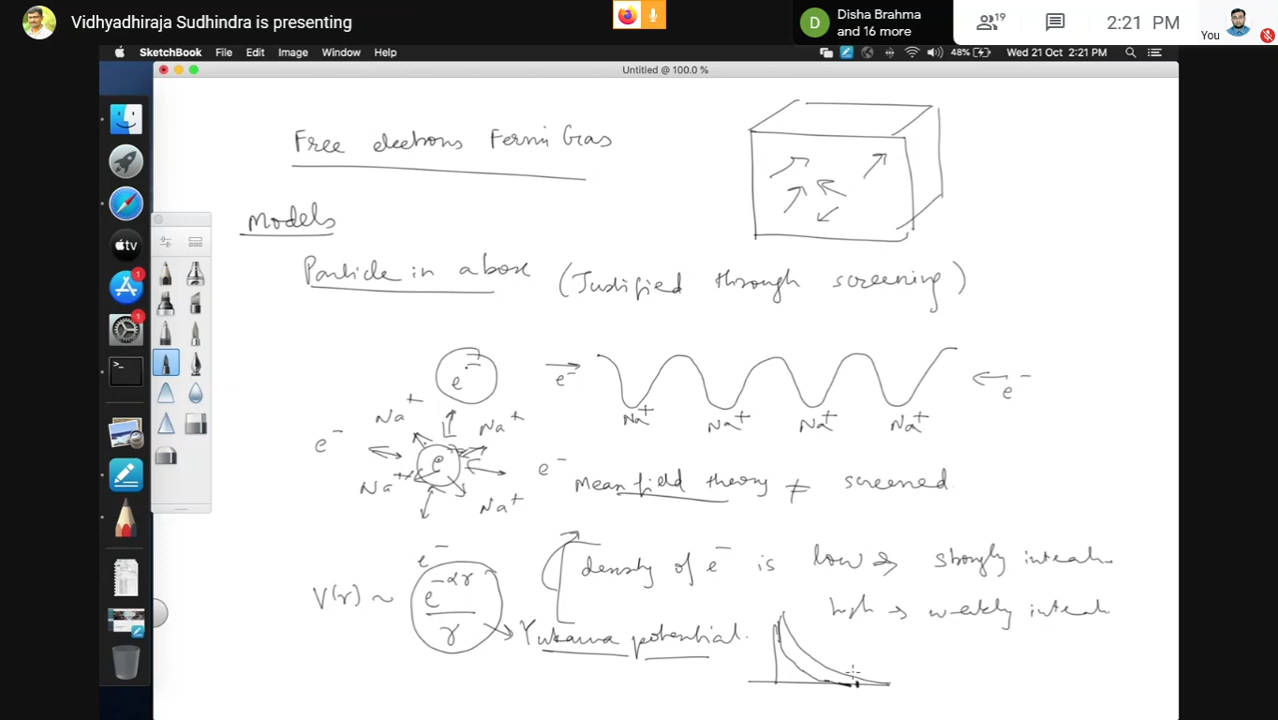 Vidhyadhiraja Sudhindra is presenting
D
Disha Brahma
and 16 more
19
2:21 PM
You
SketchBook File Edit Image Window Help
48% Wed 21 Oct 2:21 PM
Untitled @ 100.0 %
Free electrons Fermi Gas
Models
Particle in a box (Justified through screening)
e⁻
e⁻
Na⁺ Na⁺ Na⁺ Na⁺
e⁻
Na⁺ Na⁺
e⁻ e e⁻
Na⁺ Na⁺
Mean field theory ≠ screened
e⁻
density of e⁻ is low → strongly
V(r) ~ e^-αr / r
high → weakly
Yukawa potential.
tv
1
1